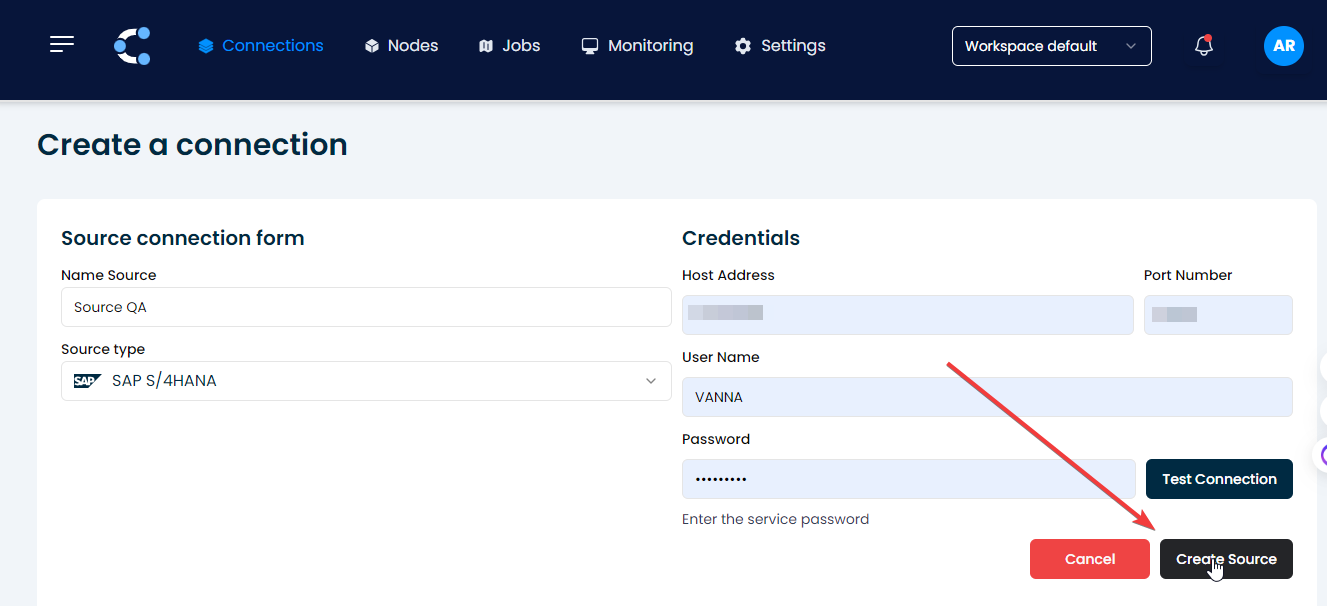 Connections Nodes Jobs Monitoring Settings Workspace default AR
Create a connection
Source connection form
Name Source
Source QA
Source type
SAP SAP S/4HANA
Credentials
Host Address Port Number
User Name
VANNA
Password
••••••••• Test Connection
Enter the service password
Cancel Create Source